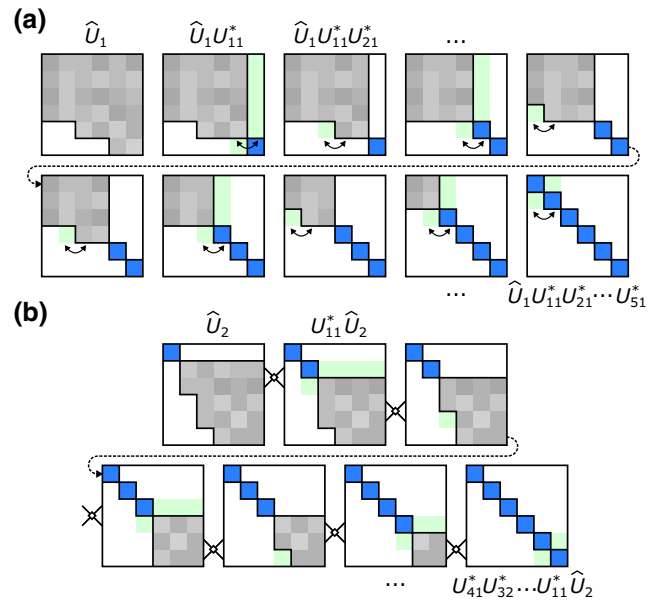 (a)
Û₁ Û₁U*₁₁ Û₁U*₁₁U*₂₁ ...
... Û₁U*₁₁U*₂₁...U*₅₁
(b)
Û₂ U*₁₁Û₂
... U*₄₁U*₃₂...U*₁₁Û₂